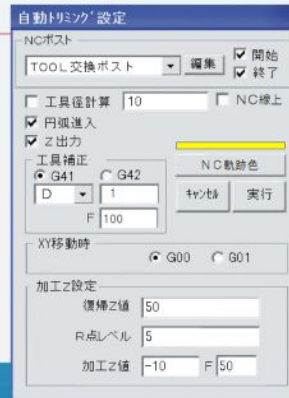 自動トリミング設定
NCポスト
TOOL交換ポスト 編集 開始
終了
工具径計算 10 NC線上
円弧進入
Z出力
工具補正
G41 G42
D 1
F 100
NC軌跡色
キャンセル 実行
XY移動時
G00 G01
加工Z設定
復帰Z値 50
R点レベル 5
加工Z値 -10 F 50